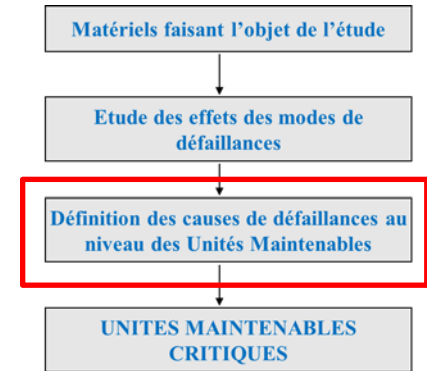 Matériels faisant l’objet de l’étude
Etude des effets des modes de
défaillances
Définition des causes de défaillances au
niveau des Unités Maintenables
UNITES MAINTENABLES
CRITIQUES